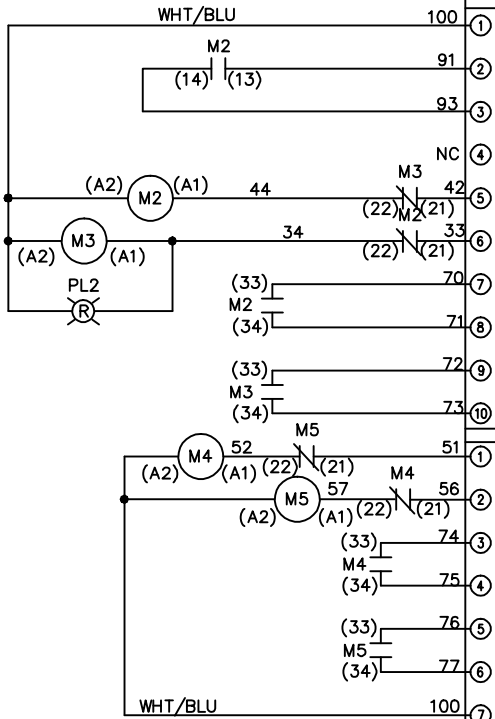 WHT/BLU 100 1
M2
(14) (13) 91 2
93 3
NC 4
M3
(A2) M2 (A1) 44 (22) (21) 42 5
M2
(A2) M3 (A1) 34 (22) (21) 33 6
PL2
R
(33) 70 7
M2
(34) 71 8
(33) 72 9
M3
(34) 73 10
M5
(A2) M4 (A1) 52 (22) (21) 51 1
M4
(A2) M5 (A1) 57 (22) (21) 56 2
(33) 74 3
M4
(34) 75 4
(33) 76 5
M5
(34) 77 6
WHT/BLU 100 7